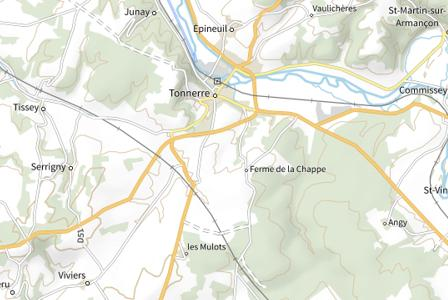 Junay
Vaulichères
St-Martin-sur-
Armançon
Epineuil
Tonnerre
Commissey
Tissey
Serrigny
Ferme de la Chappe
St-Vin
Angy
D51
les Mulots
Viviers
eru